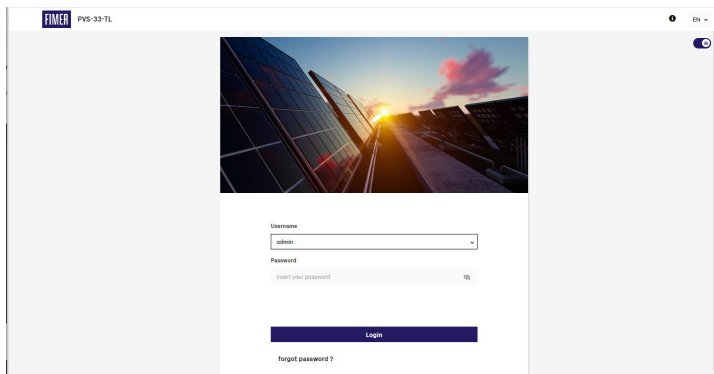 FIMER PVS-33-TL EN
Username
admin
Password
Insert your password
Login
forgot password ?